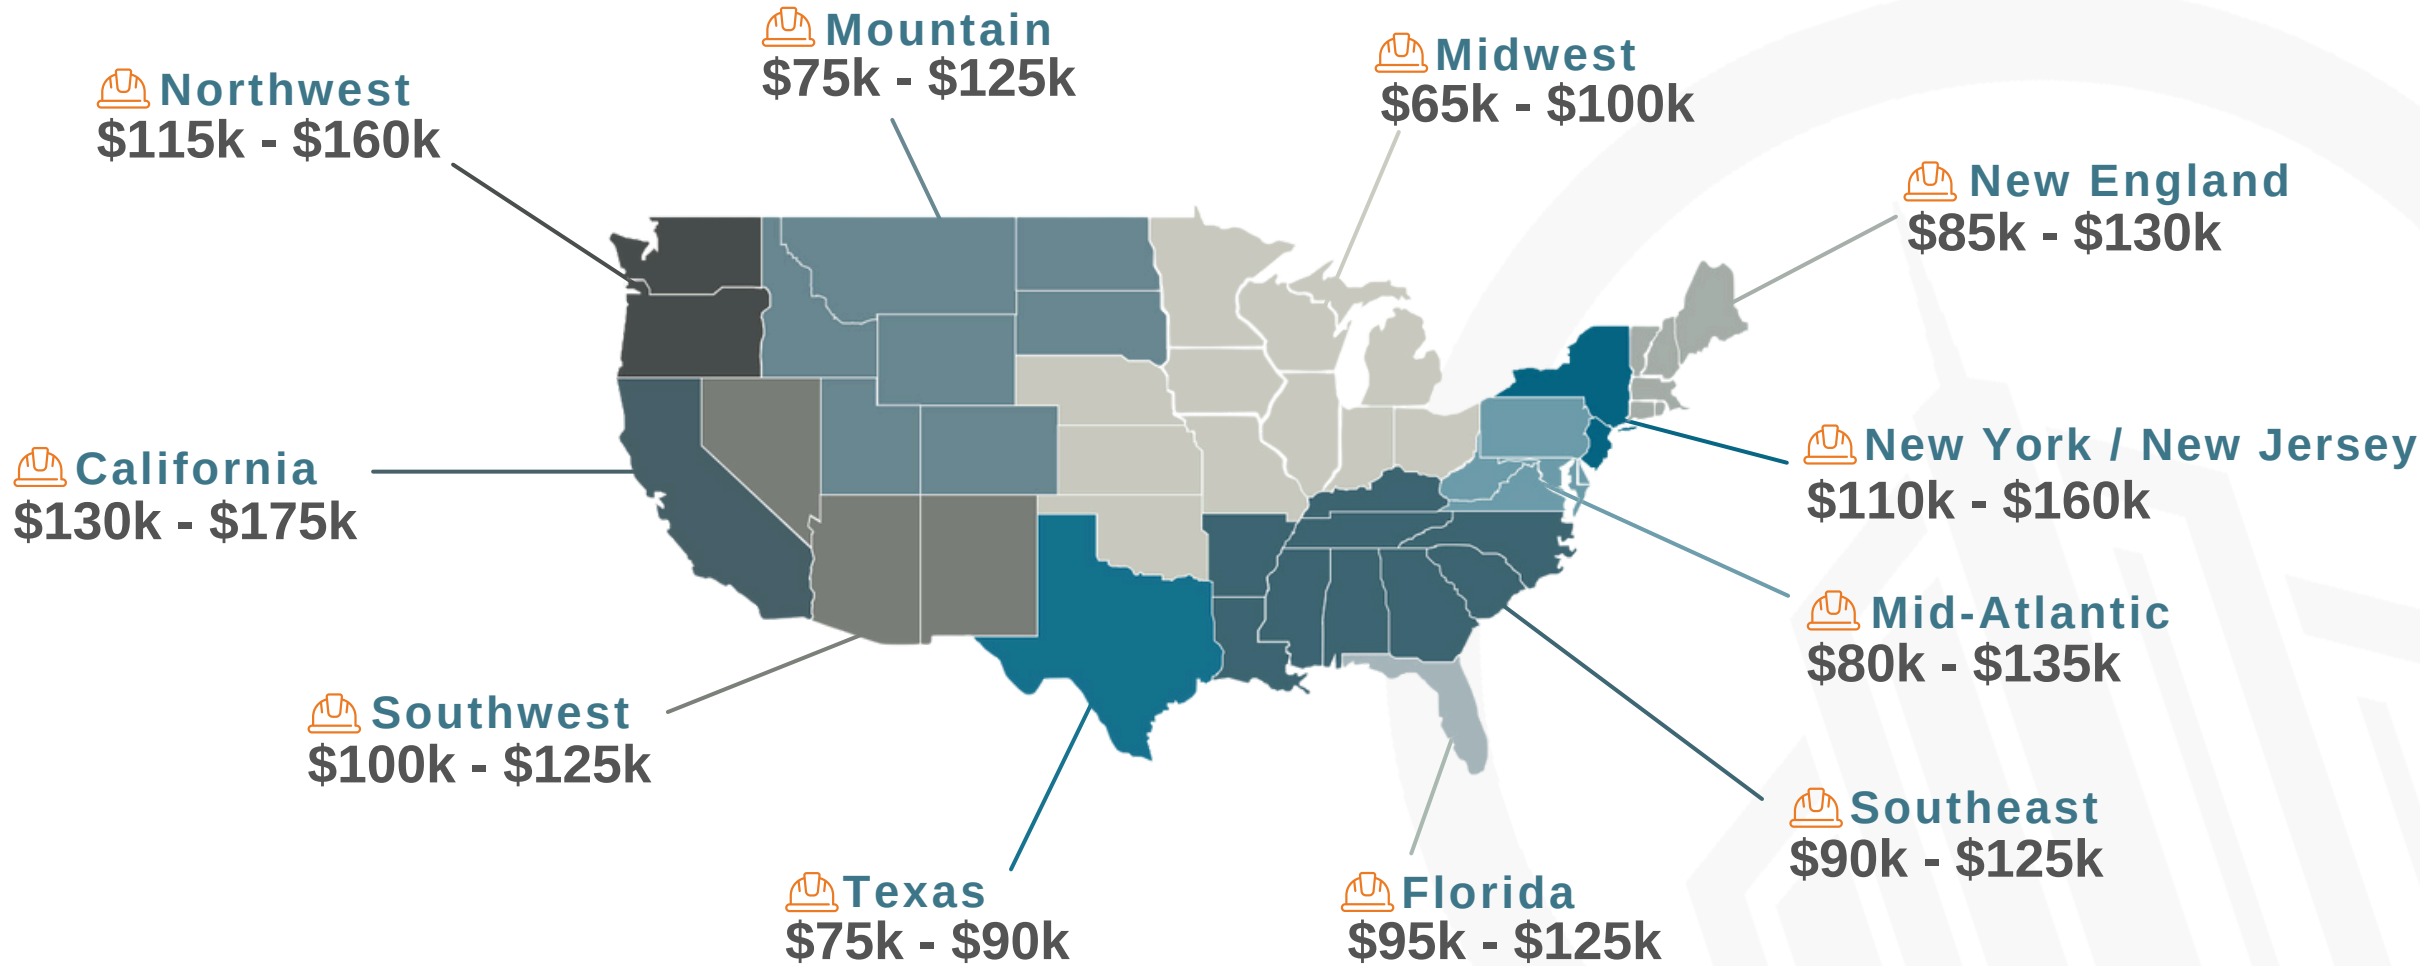 Mountain
$75k - $125k
Midwest
$65k - $100k
Northwest
$115k - $160k
New England
$85k - $130k
California
$130k - $175k
New York / New Jersey
$110k - $160k
Mid-Atlantic
$80k - $135k
Southwest
$100k - $125k
Southeast
$90k - $125k
Texas
$75k - $90k
Florida
$95k - $125k